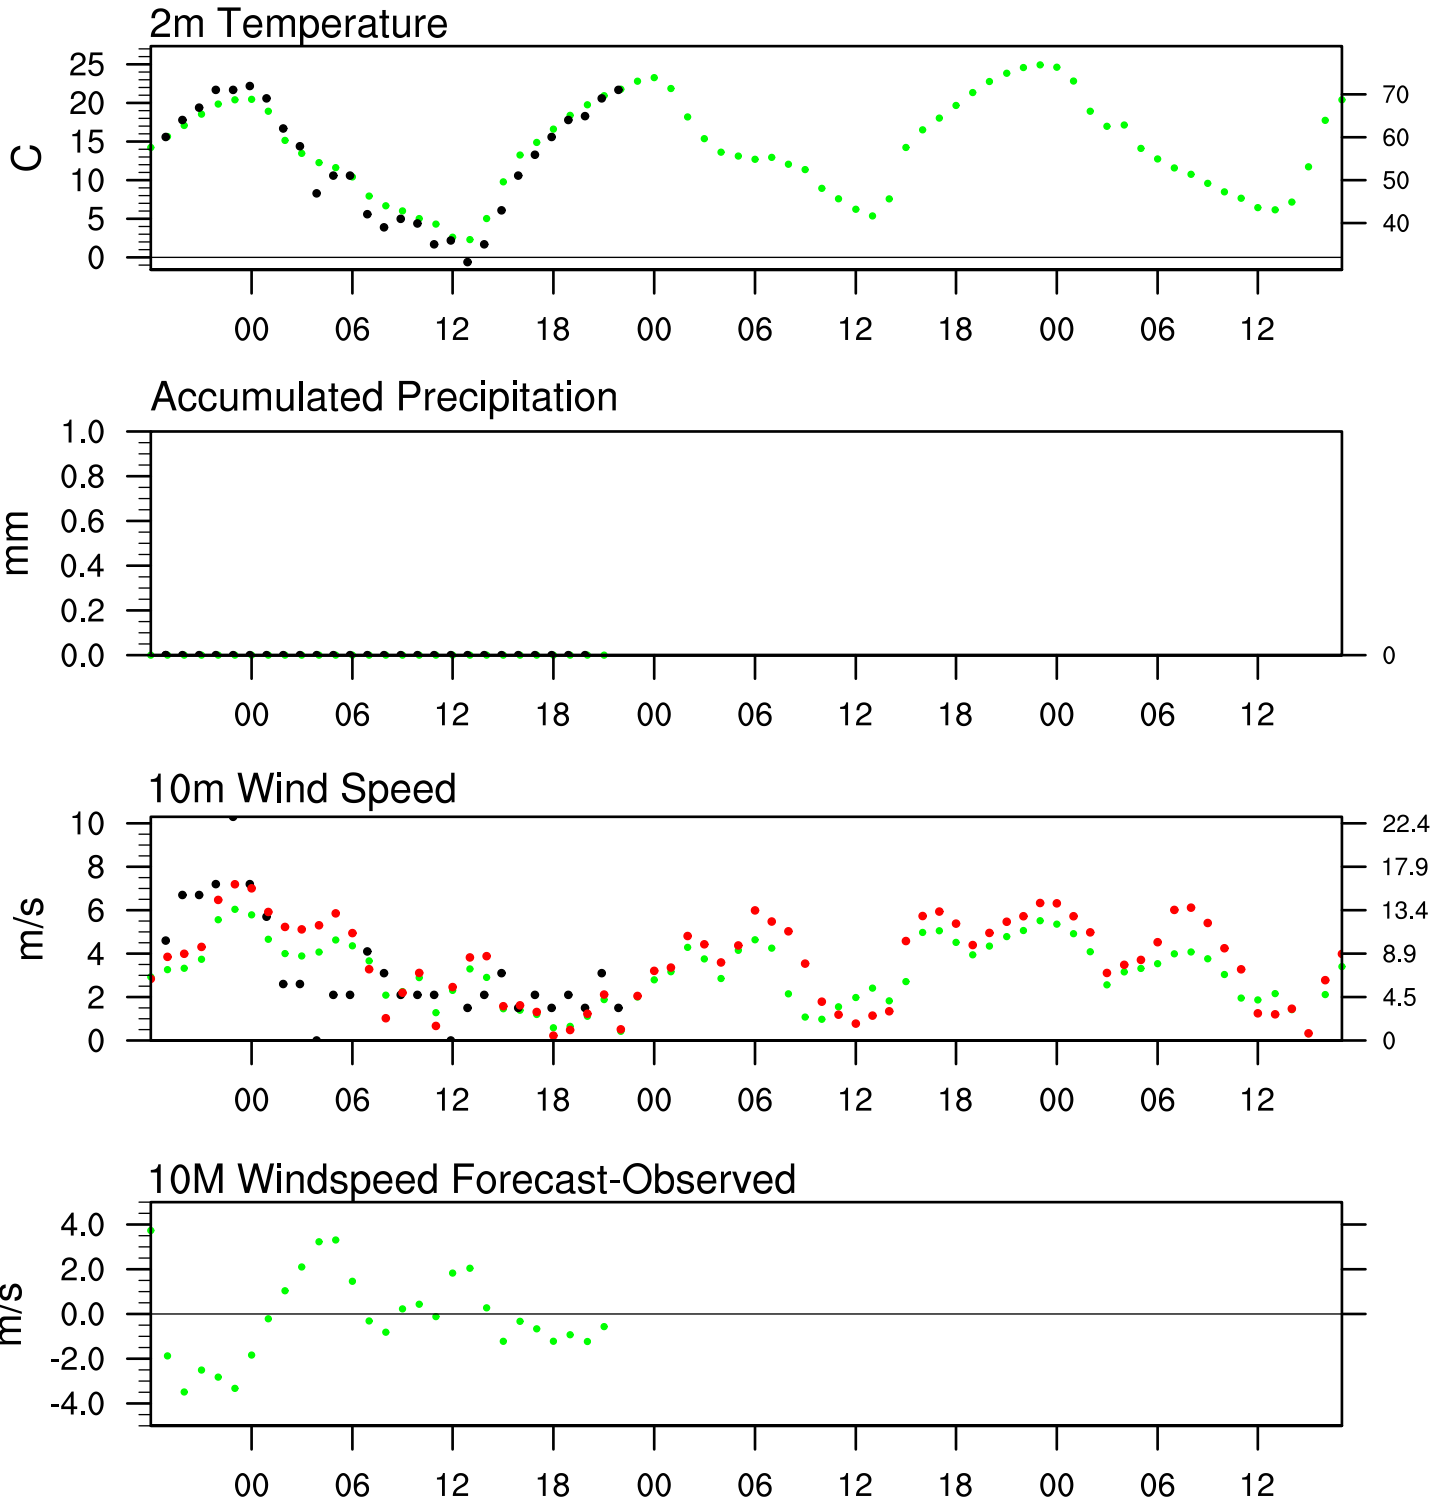 2m Temperature
25
20
15
10
5
0
C
70
60
50
40
00 06 12 18 00 06 12 18 00 06 12
Accumulated Precipitation
1.0
0.8
0.6
0.4
0.2
0.0
mm
0
00 06 12 18 00 06 12 18 00 06 12
10m Wind Speed
10
8
6
4
2
0
m/s
22.4
17.9
13.4
8.9
4.5
0
00 06 12 18 00 06 12 18 00 06 12
10M Windspeed Forecast-Observed
4.0
2.0
0.0
-2.0
-4.0
m/s
00 06 12 18 00 06 12 18 00 06 12